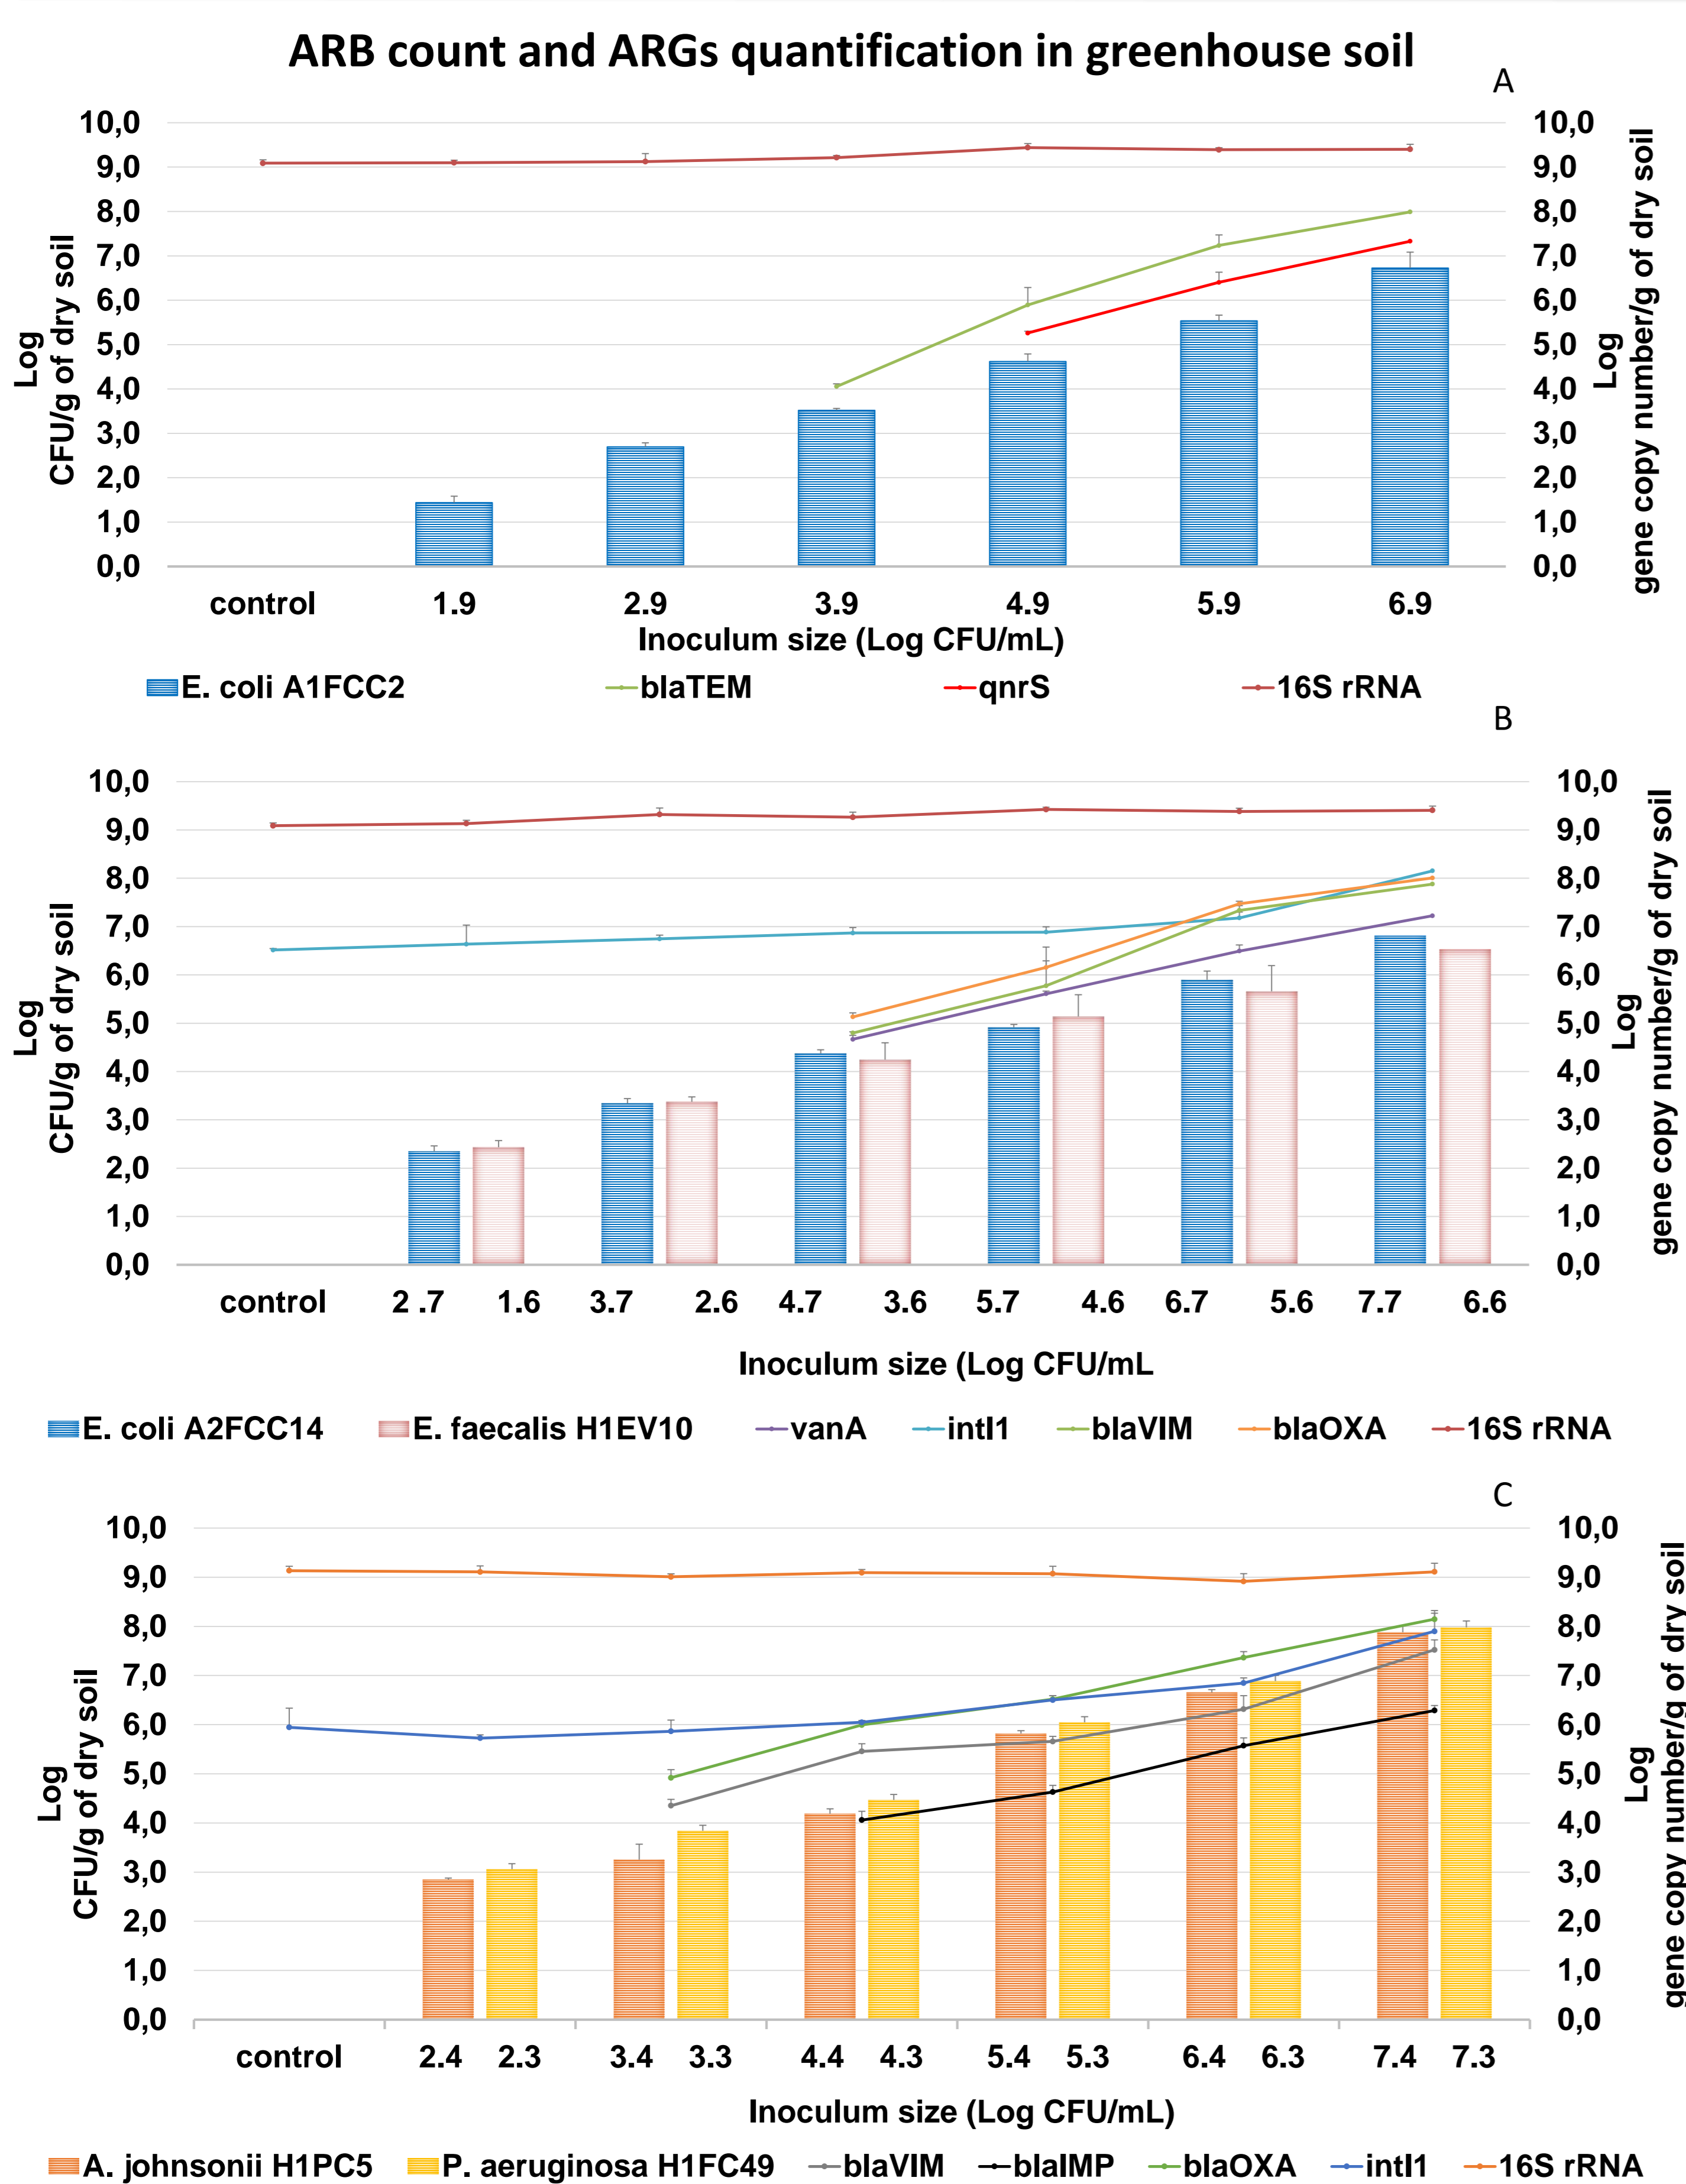 ARB count and ARGs quantification in greenhouse soil
A
10,0
9,0
8,0
7,0
6,0
5,0
4,0
3,0
2,0
1,0
0,0
Log
CFU/g of dry soil
10,0
9,0
8,0
7,0
6,0
5,0
4,0
3,0
2,0
1,0
0,0
Log
gene copy number/g of dry soil
control 1.9 2.9 3.9 4.9 5.9 6.9
Inoculum size (Log CFU/mL)
E. coli A1FCC2 blaTEM qnrS 16S rRNA
B
10,0
9,0
8,0
7,0
6,0
5,0
4,0
3,0
2,0
1,0
0,0
Log
CFU/g of dry soil
10,0
9,0
8,0
7,0
6,0
5,0
4,0
3,0
2,0
1,0
0,0
Log
gene copy number/g of dry soil
control 2 .7 1.6 3.7 2.6 4.7 3.6 5.7 4.6 6.7 5.6 7.7 6.6
Inoculum size (Log CFU/mL
E. coli A2FCC14 E. faecalis H1EV10 vanA intI1 blaVIM blaOXA 16S rRNA
C
10,0
9,0
8,0
7,0
6,0
5,0
4,0
3,0
2,0
1,0
0,0
Log
CFU/g of dry soil
10,0
9,0
8,0
7,0
6,0
5,0
4,0
3,0
2,0
1,0
0,0
Log
gene copy number/g of dry soil
control 2.4 2.3 3.4 3.3 4.4 4.3 5.4 5.3 6.4 6.3 7.4 7.3
Inoculum size (Log CFU/mL)
A. johnsonii H1PC5 P. aeruginosa H1FC49 blaVIM blaIMP blaOXA intI1 16S rRNA